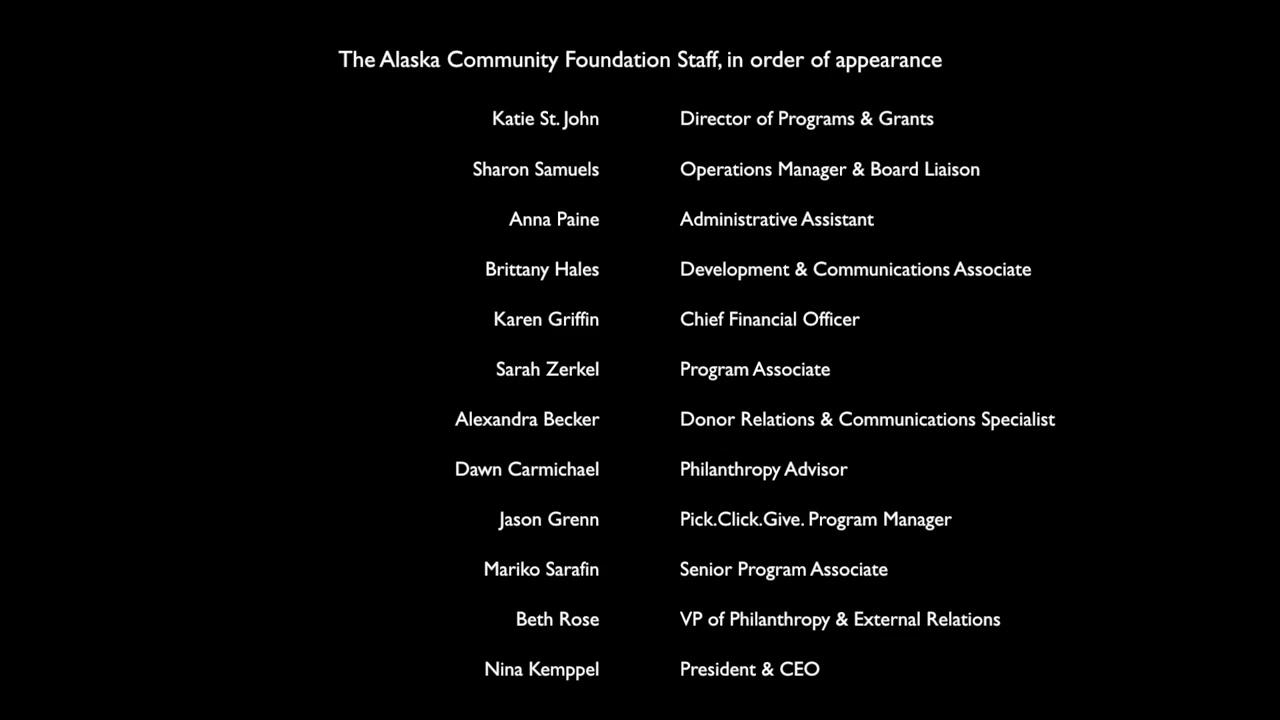 The Alaska Community Foundation Staff, in order of appearance
Katie St. John Director of Programs & Grants
Sharon Samuels Operations Manager & Board Liaison
Anna Paine Administrative Assistant
Brittany Hales Development & Communications Associate
Karen Griffin Chief Financial Officer
Sarah Zerkel Program Associate
Alexandra Becker Donor Relations & Communications Specialist
Dawn Carmichael Philanthropy Advisor
Jason Grenn Pick.Click.Give. Program Manager
Mariko Sarafin Senior Program Associate
Beth Rose VP of Philanthropy & External Relations
Nina Kemppel President & CEO